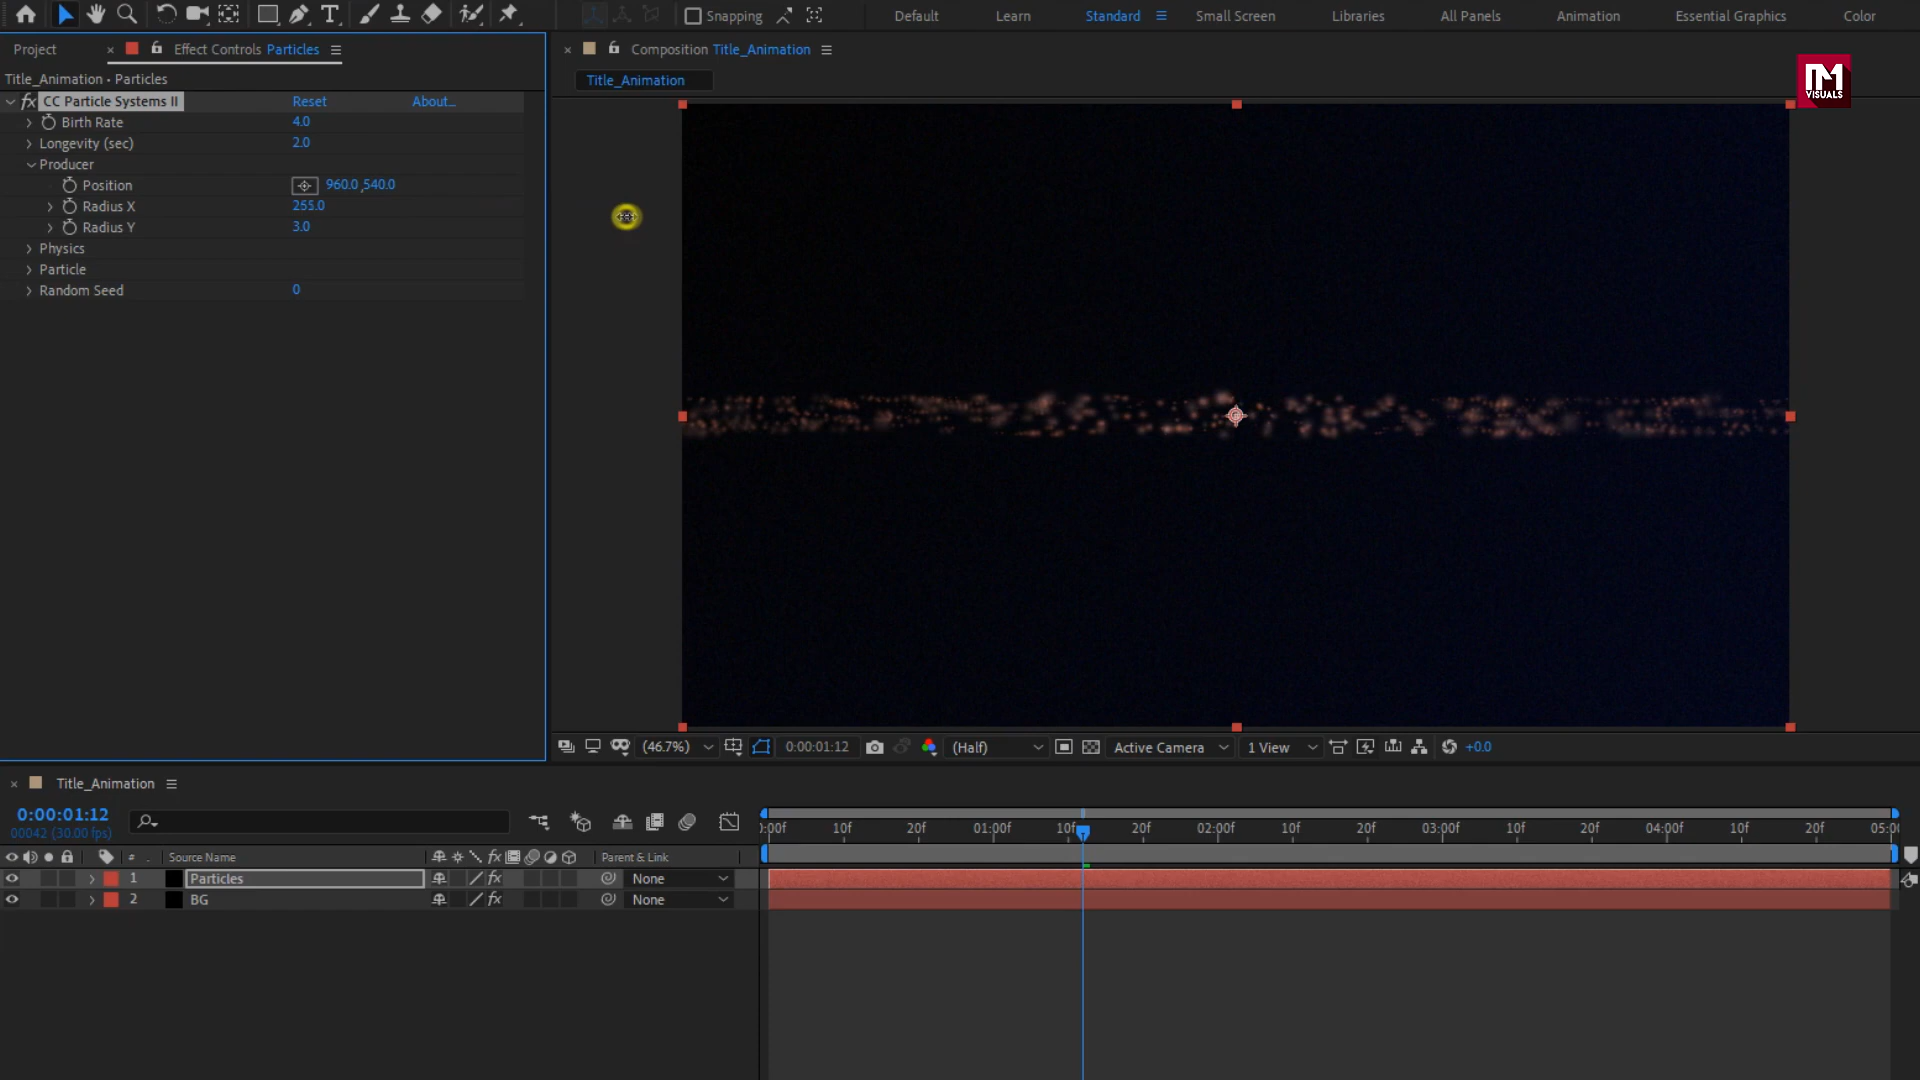 Snapping
Default
Learn
Standard
Small Screen
Libraries
All Panels
Animation
Essential Graphics
Color
Project
Effect Controls Particles
Composition Title_Animation
Title_Animation • Particles
Title_Animation
M
VISUALS
CC Particle Systems II Reset About...
Birth Rate 4.0
Longevity (sec) 2.0
Producer
Position 960.0,540.0
Radius X 255.0
Radius Y 3.0
Physics
Particle
Random Seed 0
(46.7%) 0:00:01:12 (Half) Active Camera 1 View +0.0
Title_Animation
0:00:01:12
00042 (30.00 fps)
:00f 10f 20f 01:00f 10f 20f 02:00f 10f 20f 03:00f 10f 20f 04:00f 10f 20f 05:00
# Source Name fx Parent & Link
1 Particles fx None
2 BG fx None